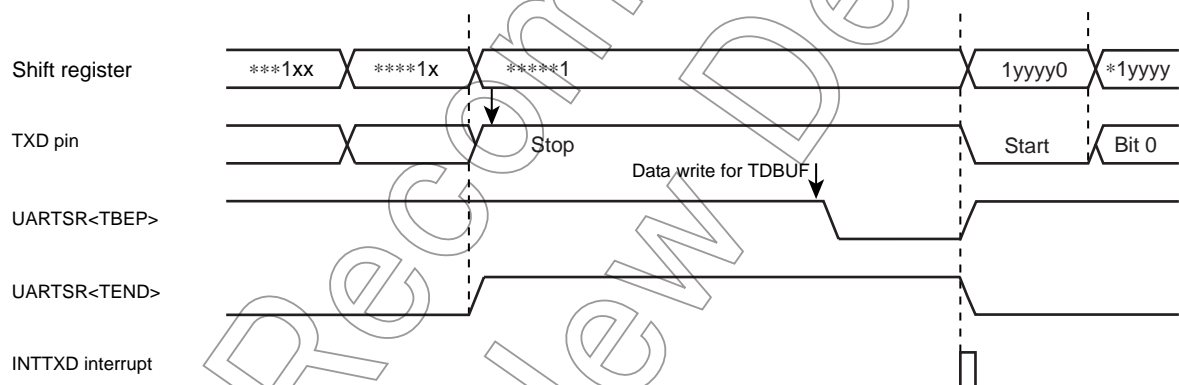 Shift register
***1xx
****1x
*****1
1yyyy0
*1yyyy
TXD pin
Stop
Start
Bit 0
Data write for TDBUF
UARTSR<TBEP>
UARTSR<TEND>
INTTXD interrupt